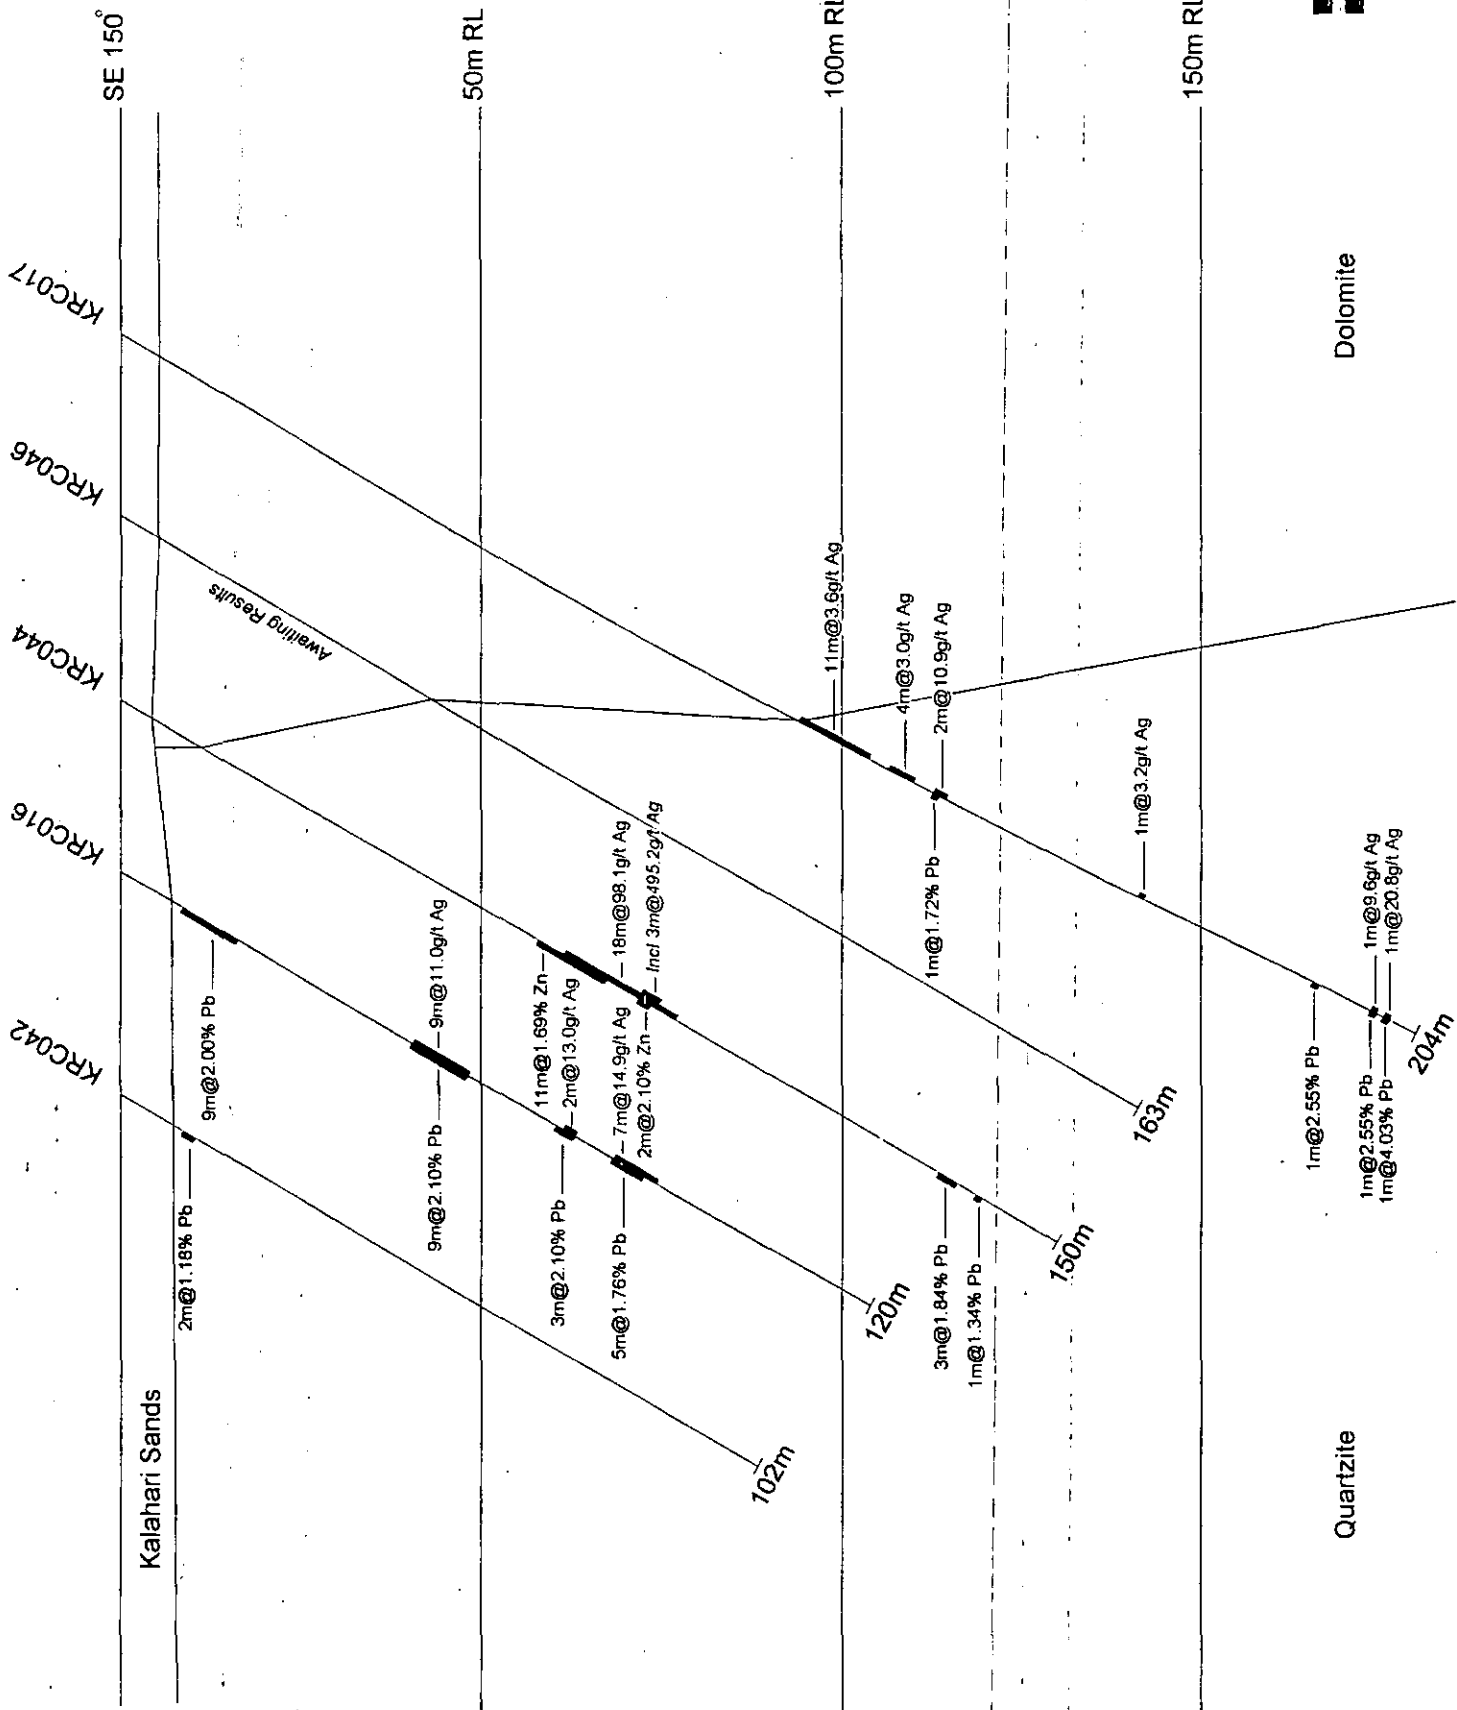 SE 150°
KRC017
KRC046
KRC044
KRC016
KRC042
Kalahari Sands
Awaiting Results
50m RL
100m RL
150m RL
2m@1.18% Pb
9m@2.00% Pb
9m@2.10% Pb
9m@11.0g/t Ag
3m@2.10% Pb
2m@13.0g/t Ag
5m@1.76% Pb
7m@14.9g/t Ag
11m@1.69% Zn
18m@98.1g/t Ag
Incl 3m@495.2g/t Ag
2m@2.10% Zn
3m@1.84% Pb
1m@1.34% Pb
11m@3.6g/t Ag
4m@3.0g/t Ag
2m@10.9g/t Ag
1m@1.72% Pb
1m@3.2g/t Ag
1m@2.55% Pb
1m@9.6g/t Ag
1m@2.55% Pb
1m@20.8g/t Ag
1m@4.03% Pb
102m
120m
150m
163m
204m
Quartzite
Dolomite